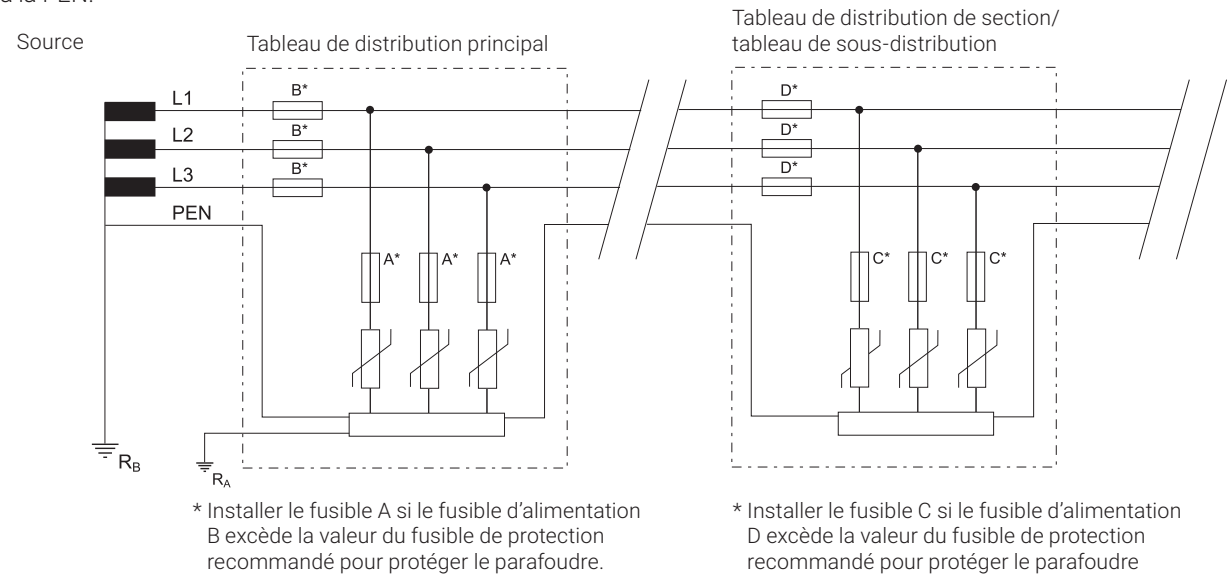 à la PEN.
Source
Tableau de distribution principal
Tableau de distribution de section/
tableau de sous-distribution
L1
B*
D*
L2
B*
D*
L3
B*
D*
PEN
A* A* A*
C* C* C*
RB
RA
* Installer le fusible A si le fusible d’alimentation
B excède la valeur du fusible de protection
recommandé pour protéger le parafoudre.
* Installer le fusible C si le fusible d’alimentation
D excède la valeur du fusible de protection
recommandé pour protéger le parafoudre